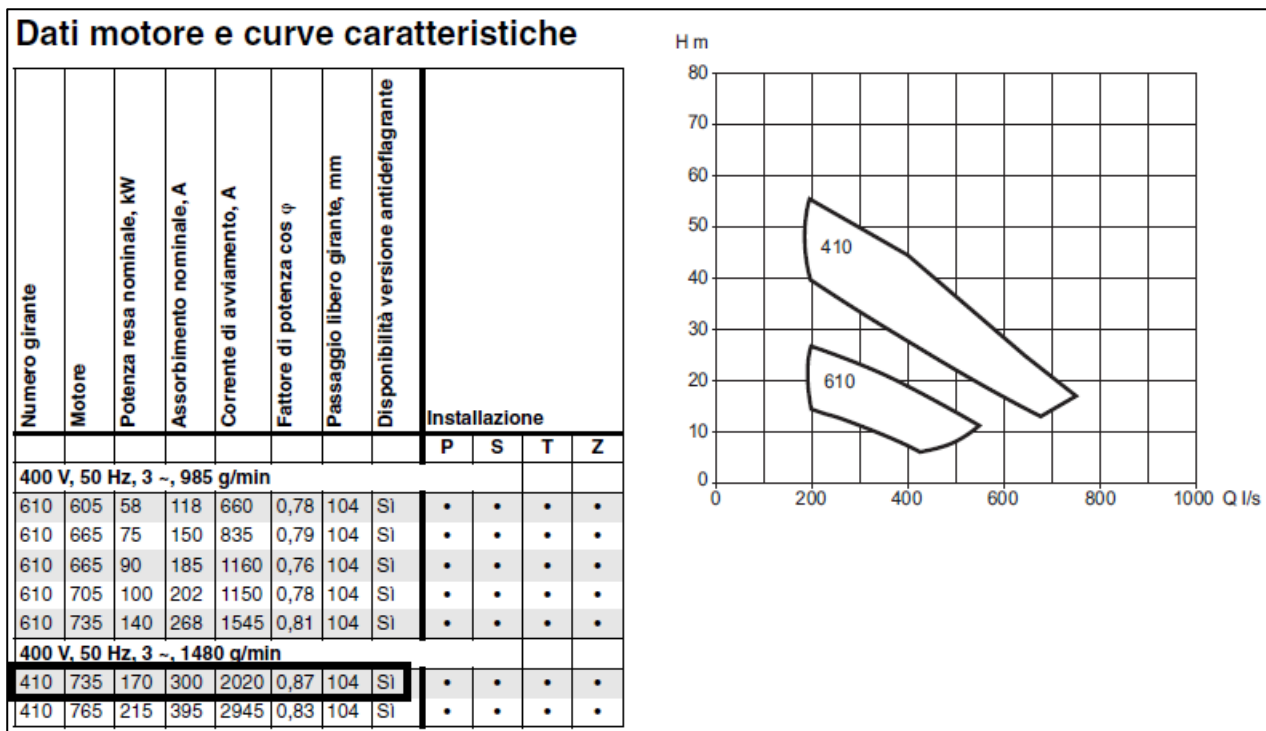 Dati motore e curve caratteristiche
Numero girante
Motore
Potenza resa nominale, kW
Assorbimento nominale, A
Corrente di avviamento, A
Fattore di potenza cos φ
Passaggio libero girante, mm
Disponibilità versione antideflagrante
Installazione
P S T Z
400 V, 50 Hz, 3 ~, 985 g/min
610 605 58 118 660 0,78 104 Sì • • • •
610 665 75 150 835 0,79 104 Sì • • • •
610 665 90 185 1160 0,76 104 Sì • • • •
610 705 100 202 1150 0,78 104 Sì • • • •
610 735 140 268 1545 0,81 104 Sì • • • •
400 V, 50 Hz, 3 ~, 1480 g/min
410 735 170 300 2020 0,87 104 Sì • • • •
410 765 215 395 2945 0,83 104 Sì • • • •
H m
80
70
60
50
40
30
20
10
0
410
610
0 200 400 600 800 1000 Q l/s